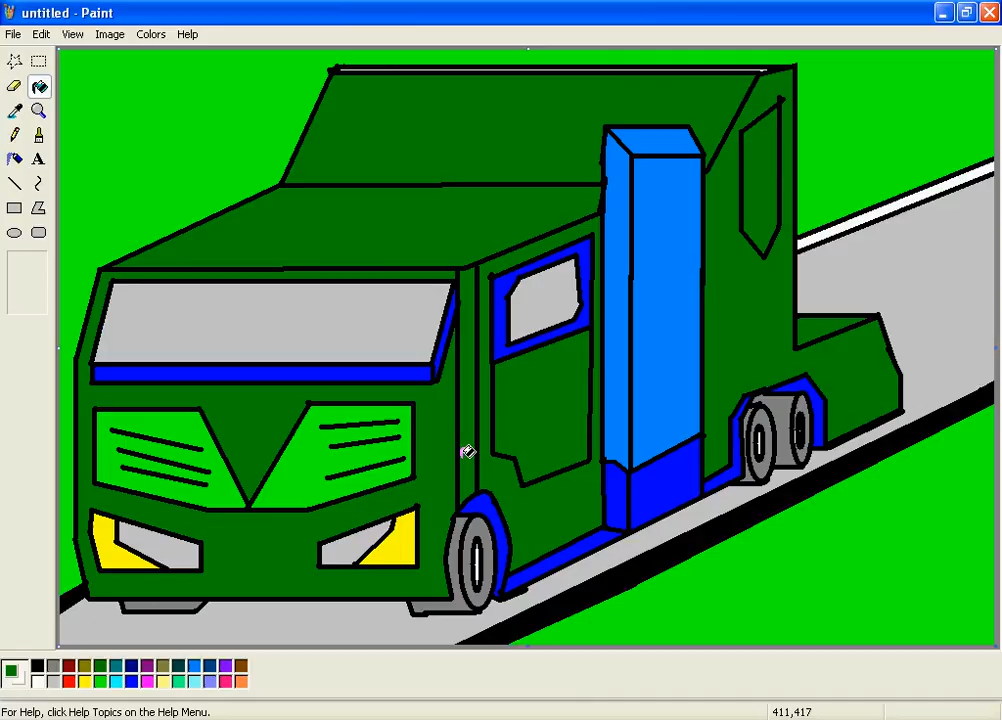 untitled - Paint
File Edit View Image Colors Help
A
For Help, click Help Topics on the Help Menu.
411,417